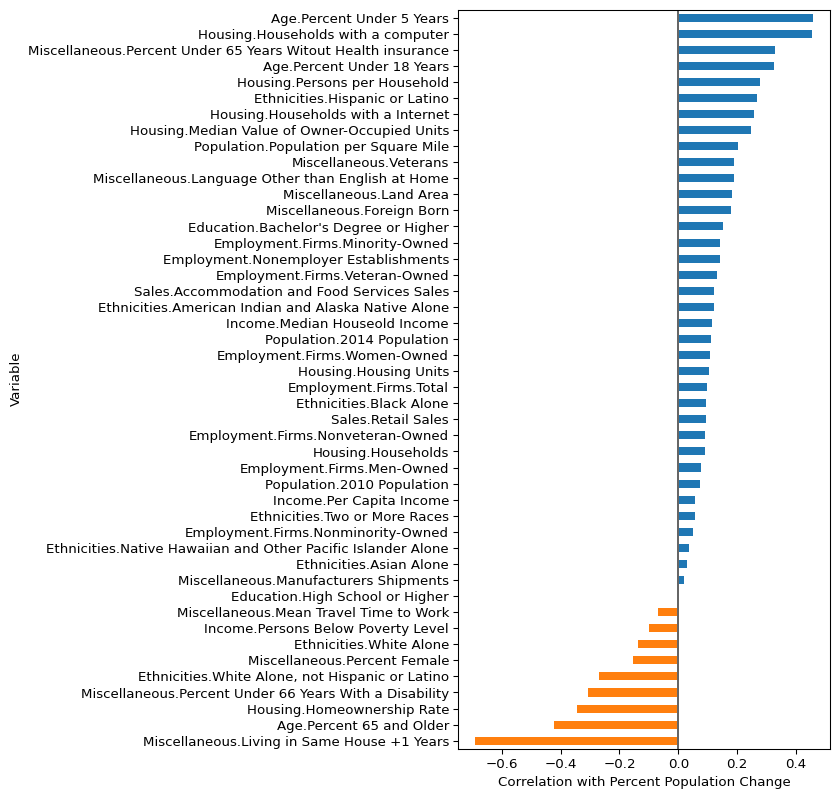 Age.Percent Under 5 Years
Housing.Households with a computer
Miscellaneous.Percent Under 65 Years Witout Health insurance
Age.Percent Under 18 Years
Housing.Persons per Household
Ethnicities.Hispanic or Latino
Housing.Households with a Internet
Housing.Median Value of Owner-Occupied Units
Population.Population per Square Mile
Miscellaneous.Veterans
Miscellaneous.Language Other than English at Home
Miscellaneous.Land Area
Miscellaneous.Foreign Born
Education.Bachelor's Degree or Higher
Employment.Firms.Minority-Owned
Employment.Nonemployer Establishments
Employment.Firms.Veteran-Owned
Sales.Accommodation and Food Services Sales
Ethnicities.American Indian and Alaska Native Alone
Income.Median Houseold Income
Population.2014 Population
Employment.Firms.Women-Owned
Housing.Housing Units
Employment.Firms.Total
Ethnicities.Black Alone
Sales.Retail Sales
Employment.Firms.Nonveteran-Owned
Housing.Households
Employment.Firms.Men-Owned
Population.2010 Population
Income.Per Capita Income
Ethnicities.Two or More Races
Employment.Firms.Nonminority-Owned
Ethnicities.Native Hawaiian and Other Pacific Islander Alone
Ethnicities.Asian Alone
Miscellaneous.Manufacturers Shipments
Education.High School or Higher
Miscellaneous.Mean Travel Time to Work
Income.Persons Below Poverty Level
Ethnicities.White Alone
Miscellaneous.Percent Female
Ethnicities.White Alone, not Hispanic or Latino
Miscellaneous.Percent Under 66 Years With a Disability
Housing.Homeownership Rate
Age.Percent 65 and Older
Miscellaneous.Living in Same House +1 Years
Variable
−0.6 −0.4 −0.2 0.0 0.2 0.4
Correlation with Percent Population Change